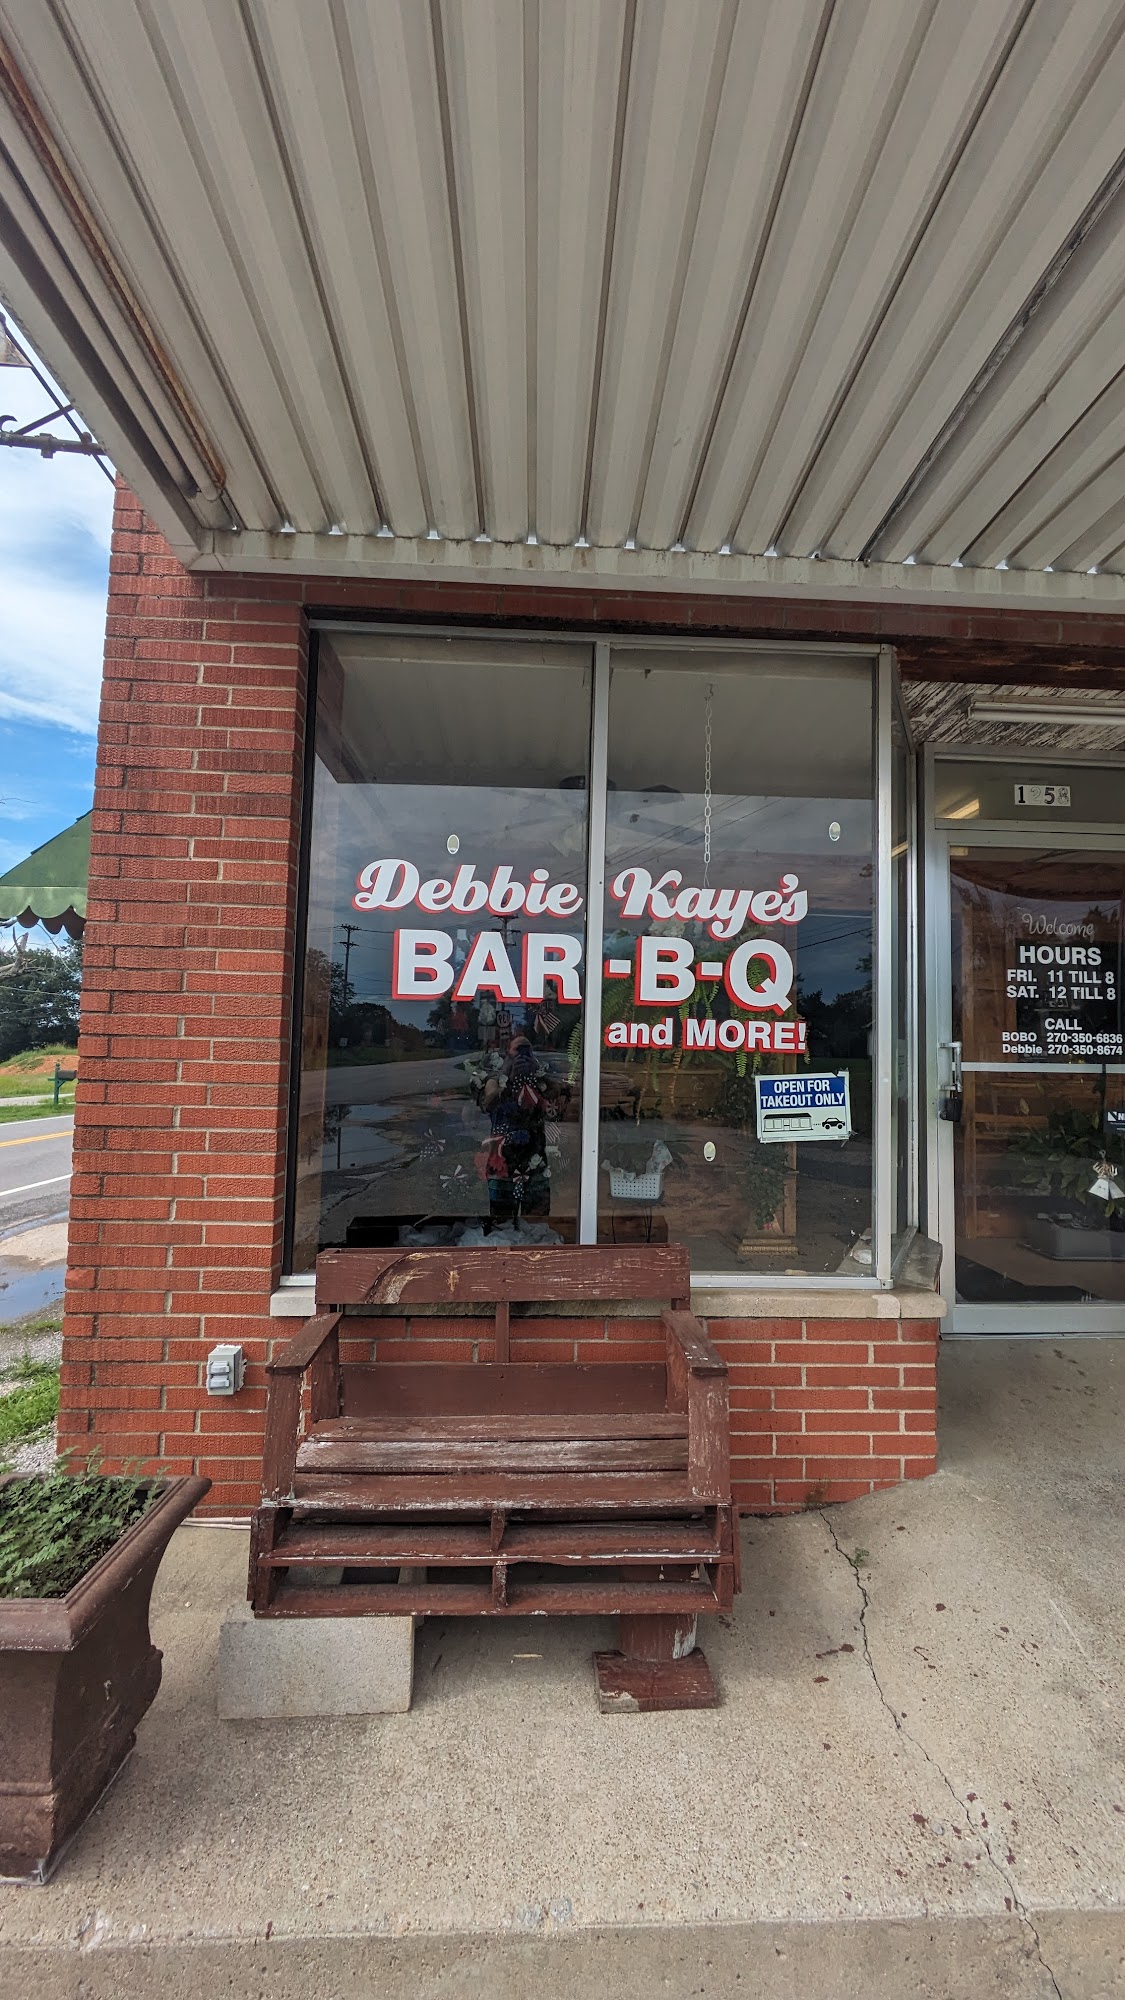 Debbie Kaye's
BAR-B-Q
and MORE!
OPEN FOR
TAKEOUT ONLY
1258
Welcome
HOURS
FRI. 11 TILL 8
SAT. 12 TILL 8
CALL
BOBO 270-350-6836
Debbie 270-350-8674